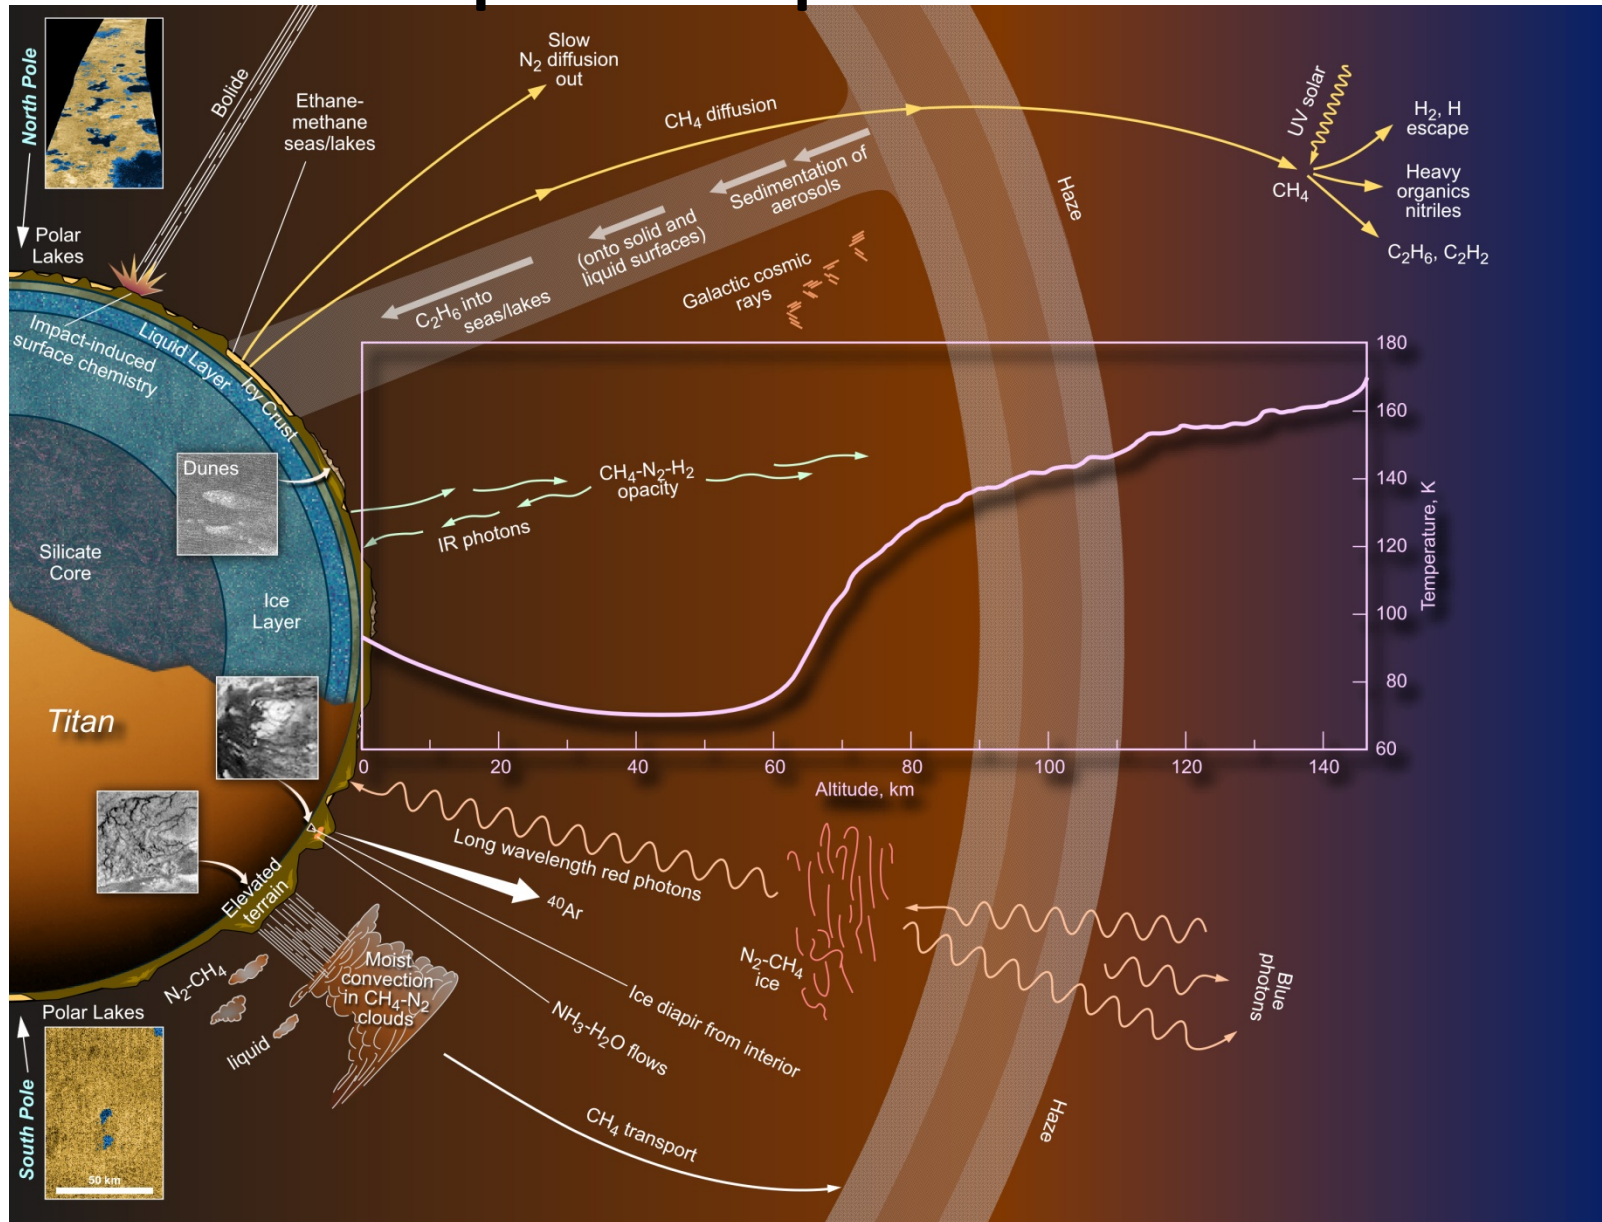 North Pole
Bolide
Slow
N₂ diffusion
out
Ethane-
methane
seas/lakes
CH₄ diffusion
UV solar
CH₄
H₂, H
escape
Heavy
organics
nitriles
C₂H₆, C₂H₂
Haze
Sedimentation of
aerosols
(onto solid and
liquid surfaces)
C₂H₆ into
seas/lakes
Galactic cosmic
rays
Polar
Lakes
Impact-induced
surface chemistry
Liquid Layer
Icy Crust
Dunes
Silicate
Core
Ice
Layer
Titan
CH₄-N₂-H₂
opacity
IR photons
180
160
140
120
100
80
60
Temperature, K
0
20
40
60
80
100
120
140
Altitude, km
Long wavelength red photons
⁴⁰Ar
Elevated
terrain
N₂-CH₄
liquid
Moist
convection
in CH₄-N₂
clouds
N₂-CH₄
ice
Blue
photons
Ice diapir from interior
NH₃-H₂O flows
CH₄ transport
Haze
Polar Lakes
South Pole
50 km